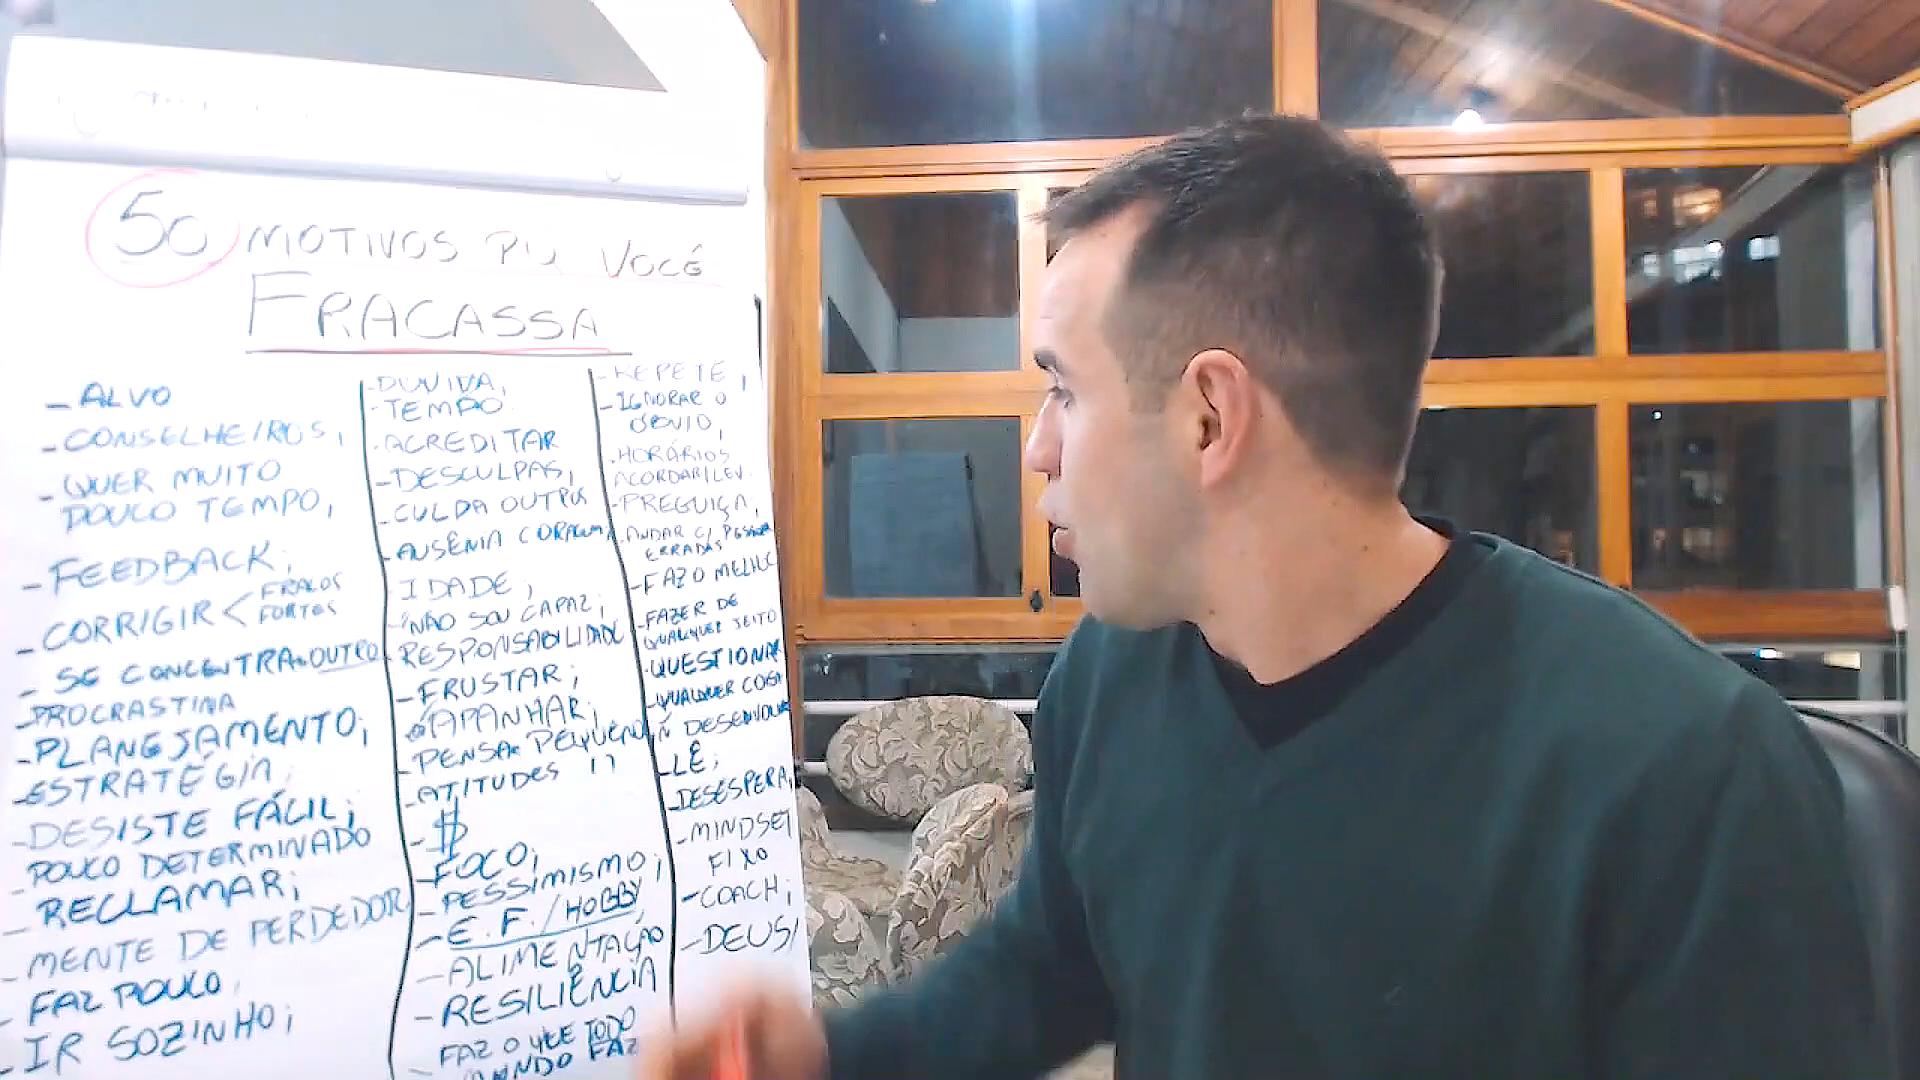 50 MOTIVOS PQ VOCÊ
FRACASSA
- ALVO
- CONSELHEIROS;
- QUER MUITO
POUCO TEMPO;
- FEEDBACK;
- CORRIGIR < FRACOS
FORTES
- SE CONCENTRA OUTRO
- PROCRASTINA
- PLANEJAMENTO;
- ESTRATÉGIA;
- DESISTE FÁCIL;
- POUCO DETERMINADO
- RECLAMAR;
- MENTE DE PERDEDOR
- FAZ POUCO
- IR SOZINHO;
- DUVIDA,
- TEMPO
- ACREDITAR
- DESCULPAS;
- CULPA OUTROS
- AUSÊNIA CORAGEM
IDADE,
- NÃO SOU CAPAZ;
- RESPONSABILIDADE
- FRUSTAR;
- APANHAR;
- PENSAR PEQUENO
- ATITUDES !!
- $
- FOCO;
- PESSIMISMO;
- E.F./HOBBY
- ALIMENTAÇÃO
- RESILIÊNCIA
- FAZ O QUE TODO
MUNDO FAZ
- REPETE,
- IGNORAR O
ÓBVIO,
- HORÁRIOS
ACORDAR/LEV.
- PREGUIÇA,
- ANDAR C/ PESSOAS
ERRADAS
- FAZ O MELHOR
- FAZER DE
QUALQUER JEITO
- QUESTIONAR
- QUALQUER COISA
- Ñ DESENVOLVE
- LÊ;
- DESESPERA,
- MINDSET
FIXO
- COACH;
- DEUS;